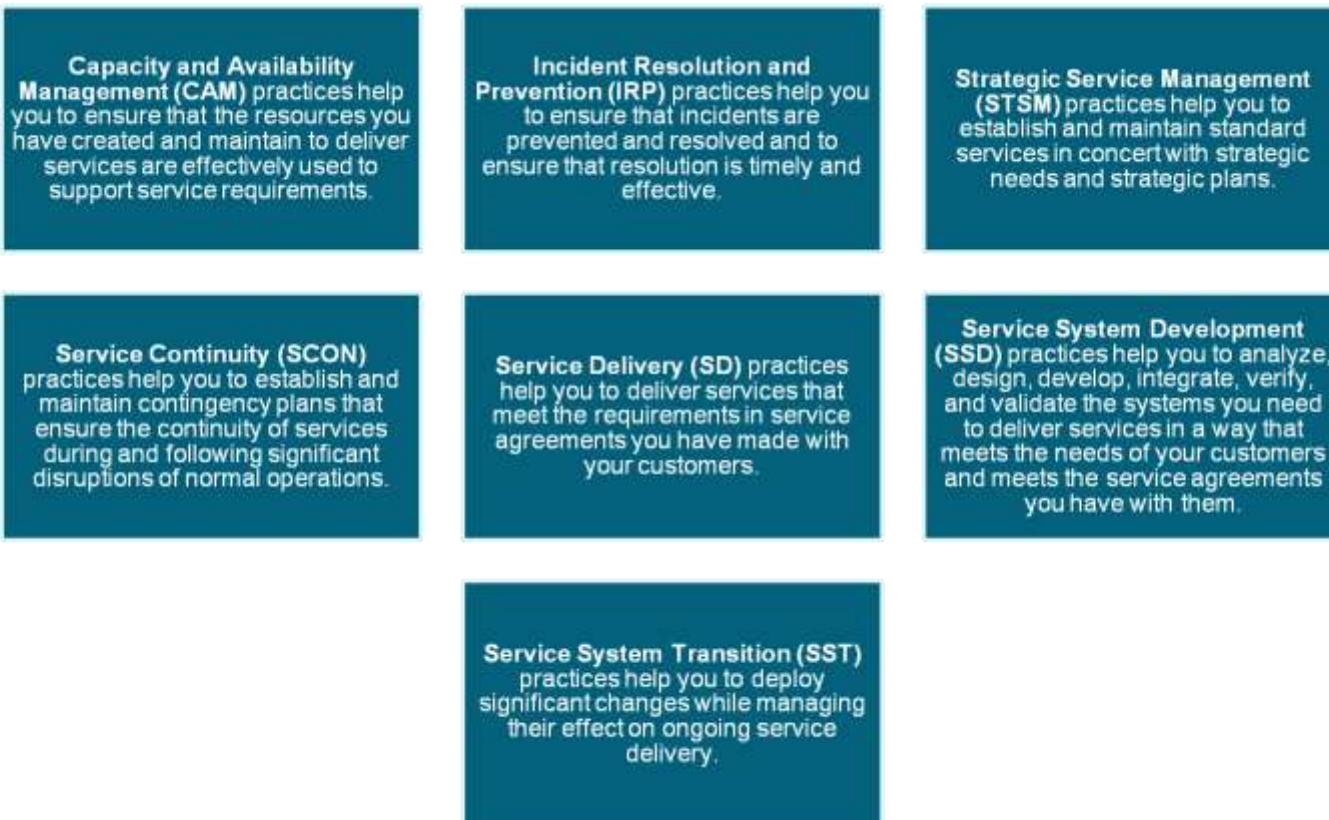 Capacity and Availability
Management (CAM) practices help
you to ensure that the resources you
have created and maintain to deliver
services are effectively used to
support service requirements.
Incident Resolution and
Prevention (IRP) practices help you
to ensure that incidents are
prevented and resolved and to
ensure that resolution is timely and
effective.
Strategic Service Management
(STSM) practices help you to
establish and maintain standard
services in concert with strategic
needs and strategic plans.
Service Continuity (SCON)
practices help you to establish and
maintain contingency plans that
ensure the continuity of services
during and following significant
disruptions of normal operations.
Service Delivery (SD) practices
help you to deliver services that
meet the requirements in service
agreements you have made with
your customers.
Service System Development
(SSD) practices help you to analyze,
design, develop, integrate, verify,
and validate the systems you need
to deliver services in a way that
meets the needs of your customers
and meets the service agreements
you have with them.
Service System Transition (SST)
practices help you to deploy
significant changes while managing
their effect on ongoing service
delivery.